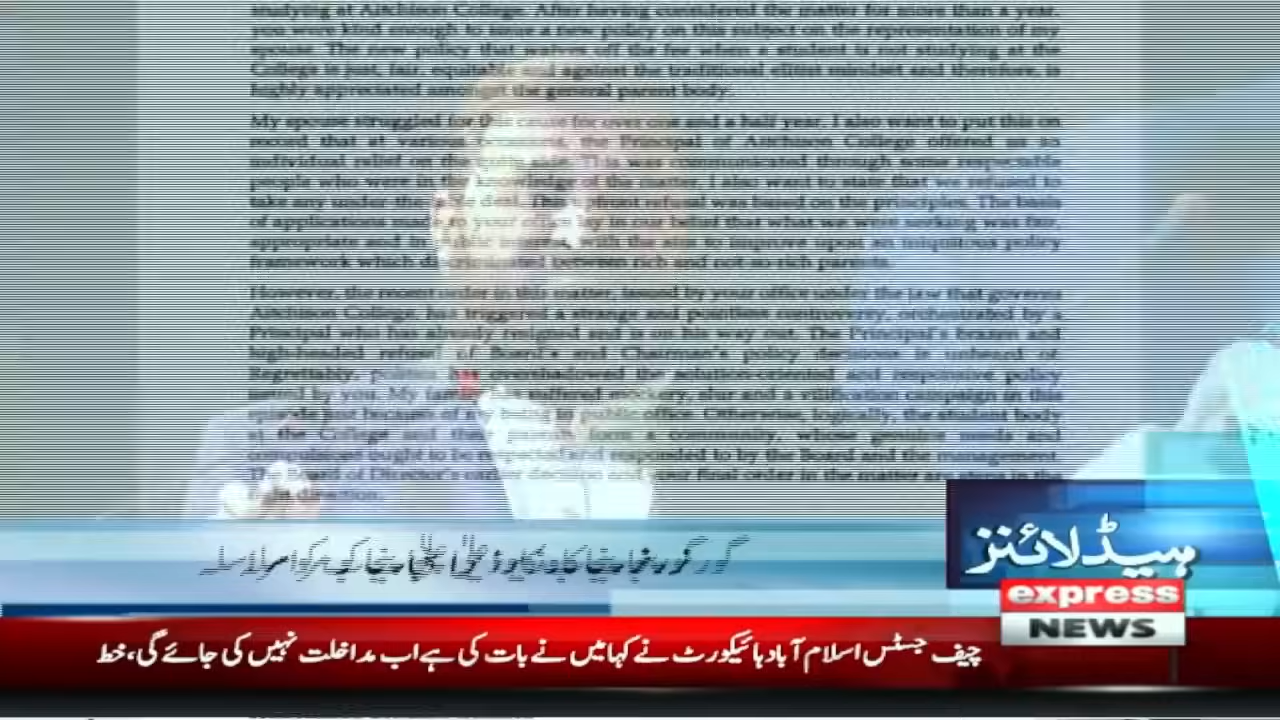 studying at Aitchison College. After having considered the matter for more than a year,
you were kind enough to issue a new policy on this subject on the representation of my
spouse. The new policy that waives off the fee when a student is not studying at the
College is just, fair, equitable and against the traditional elitist mindset and therefore, is
highly appreciated amongst the general parent body.
My spouse struggled for this cause for over one and a half year. I also want to put this on
record that at various the Principal of Aitchison College offered us an
individual relief on the This was communicated through some respectable
people who were in the knowledge of the matter. I also want to state that we refused to
take any under-the-table deal. This upfront refusal was based on the principles. The basis
of applications made to your office lay in our belief that what we were seeking was fair,
appropriate and in public interest with the aim to improve upon an iniquitous policy
framework which discriminated between rich and not-so-rich parents.
However, the recent order in this matter, issued by your office under the law that governs
Aitchison College, has triggered a strange and pointless controversy, orchestrated by a
Principal who has already resigned and is on his way out. The Principal's brazen and
high-headed refusal of Board's and Chairman's policy decisions is unheard of.
Regrettably, politics has overshadowed the solution-oriented and responsive policy
issued by you. My family has suffered mockery, slur and a vilification campaign in this
episode just because of my being in public office. Otherwise, logically, the student body
at the College and their parents form a community, whose genuine needs and
compulsions ought to be respected and responded to by the Board and the management.
The Board of Director's earlier decision and your final order in the matter are steps in the
right direction.
ہیڈلائنز
express
NEWS
چیف جسٹس اسلام آباد ہائیکورٹ نے کہا میں نے بات کی ہے اب مداخلت نہیں کی جائے گی، خط